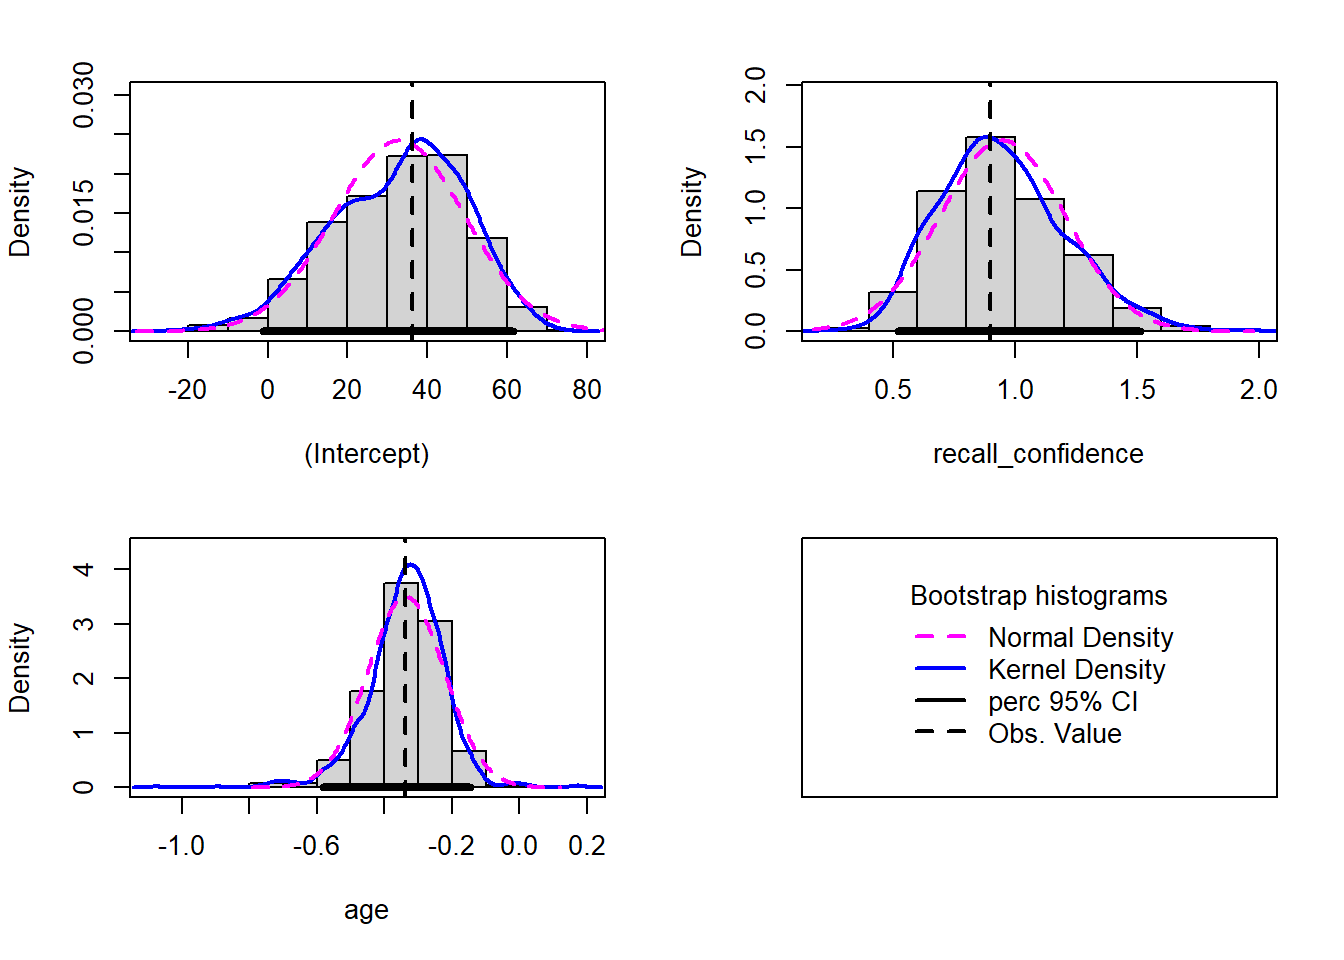 Density
0.000 0.015 0.030
-20 0 20 40 60 80
(Intercept)
Density
0.0 0.5 1.0 1.5 2.0
0.5 1.0 1.5 2.0
recall_confidence
Density
0 1 2 3 4
-1.0 -0.6 -0.2 0.0 0.2
age
Bootstrap histograms
Normal Density
Kernel Density
perc 95% CI
Obs. Value